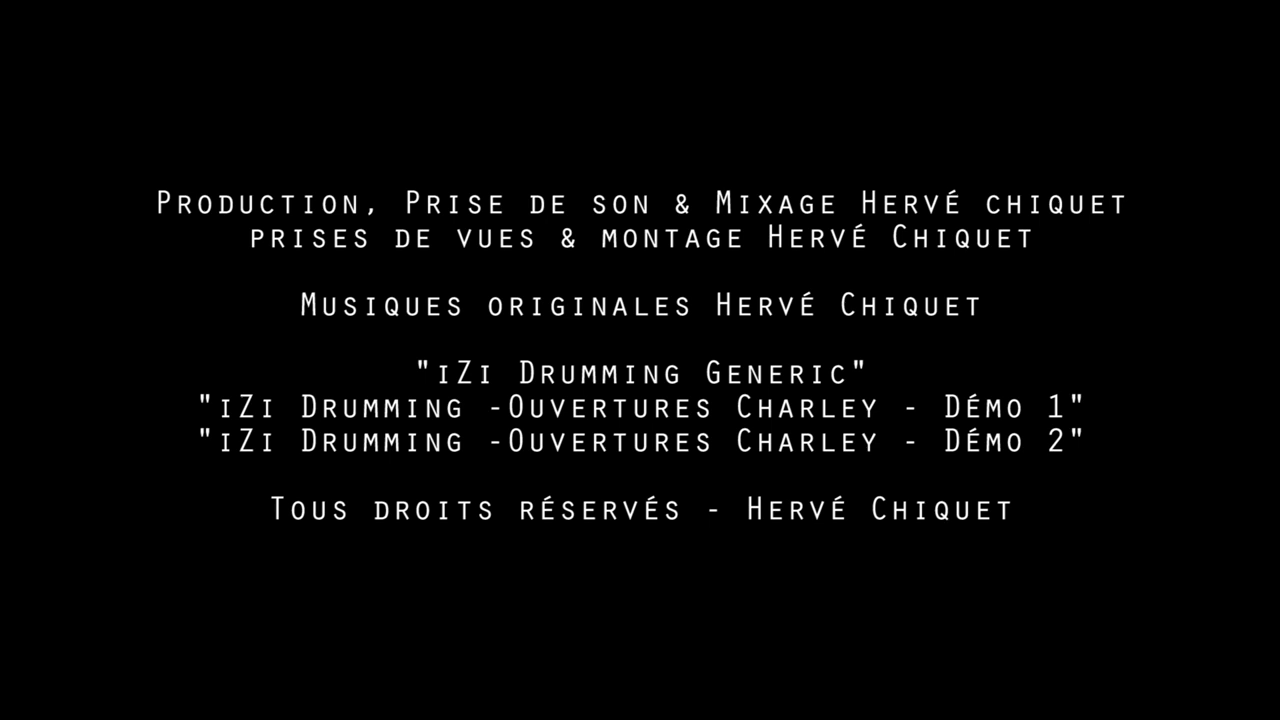 Production, Prise de son & Mixage Hervé chiquet
prises de vues & montage Hervé Chiquet
Musiques originales Hervé Chiquet
"iZi Drumming Generic"
"iZi Drumming -Ouvertures Charley - Démo 1"
"iZi Drumming -Ouvertures Charley - Démo 2"
Tous droits réservés - Hervé Chiquet